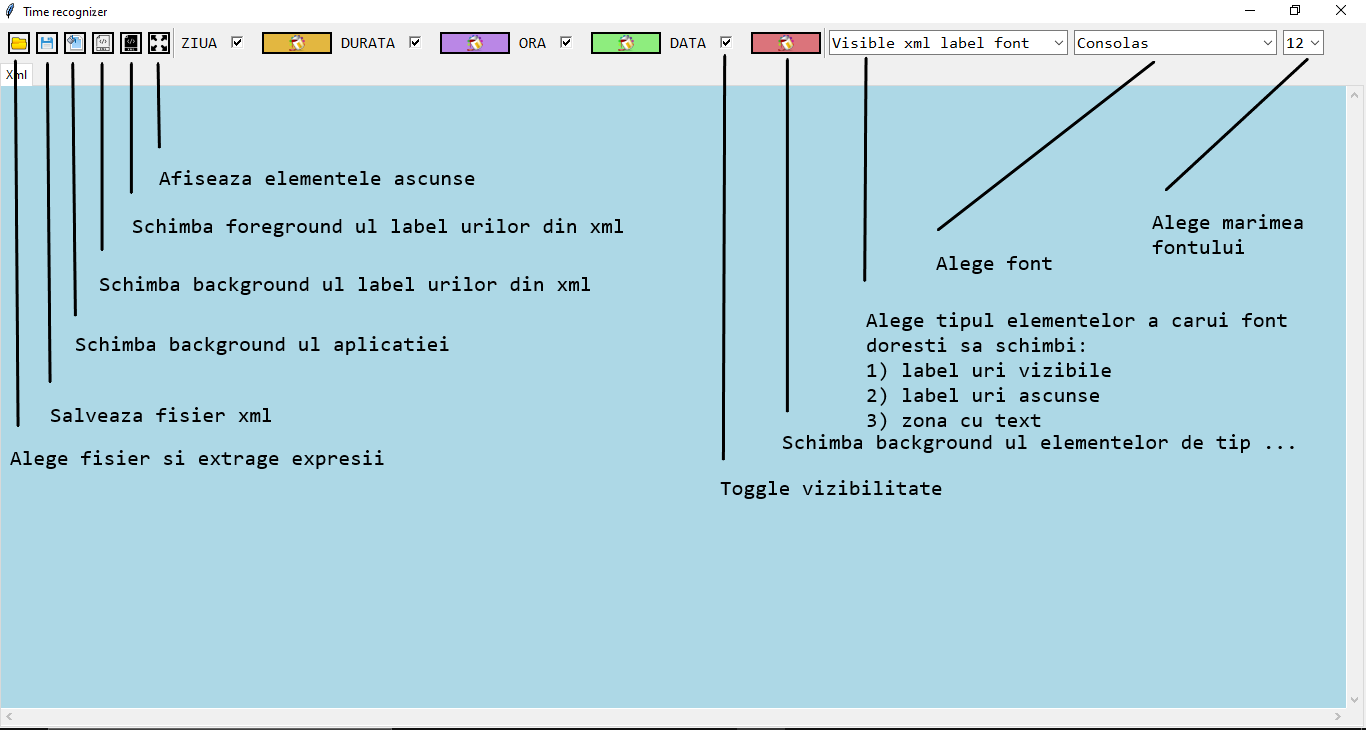 Time recognizer
ZIUA DURATA ORA DATA Visible xml label font Consolas 12
Xml
Afiseaza elementele ascunse
Schimba foreground ul label urilor din xml
Schimba background ul label urilor din xml
Schimba background ul aplicatiei
Salveaza fisier xml
Alege fisier si extrage expresii
Alege marimea
fontului
Alege font
Alege tipul elementelor a carui font
doresti sa schimbi:
1) label uri vizibile
2) label uri ascunse
3) zona cu text
Schimba background ul elementelor de tip ...
Toggle vizibilitate